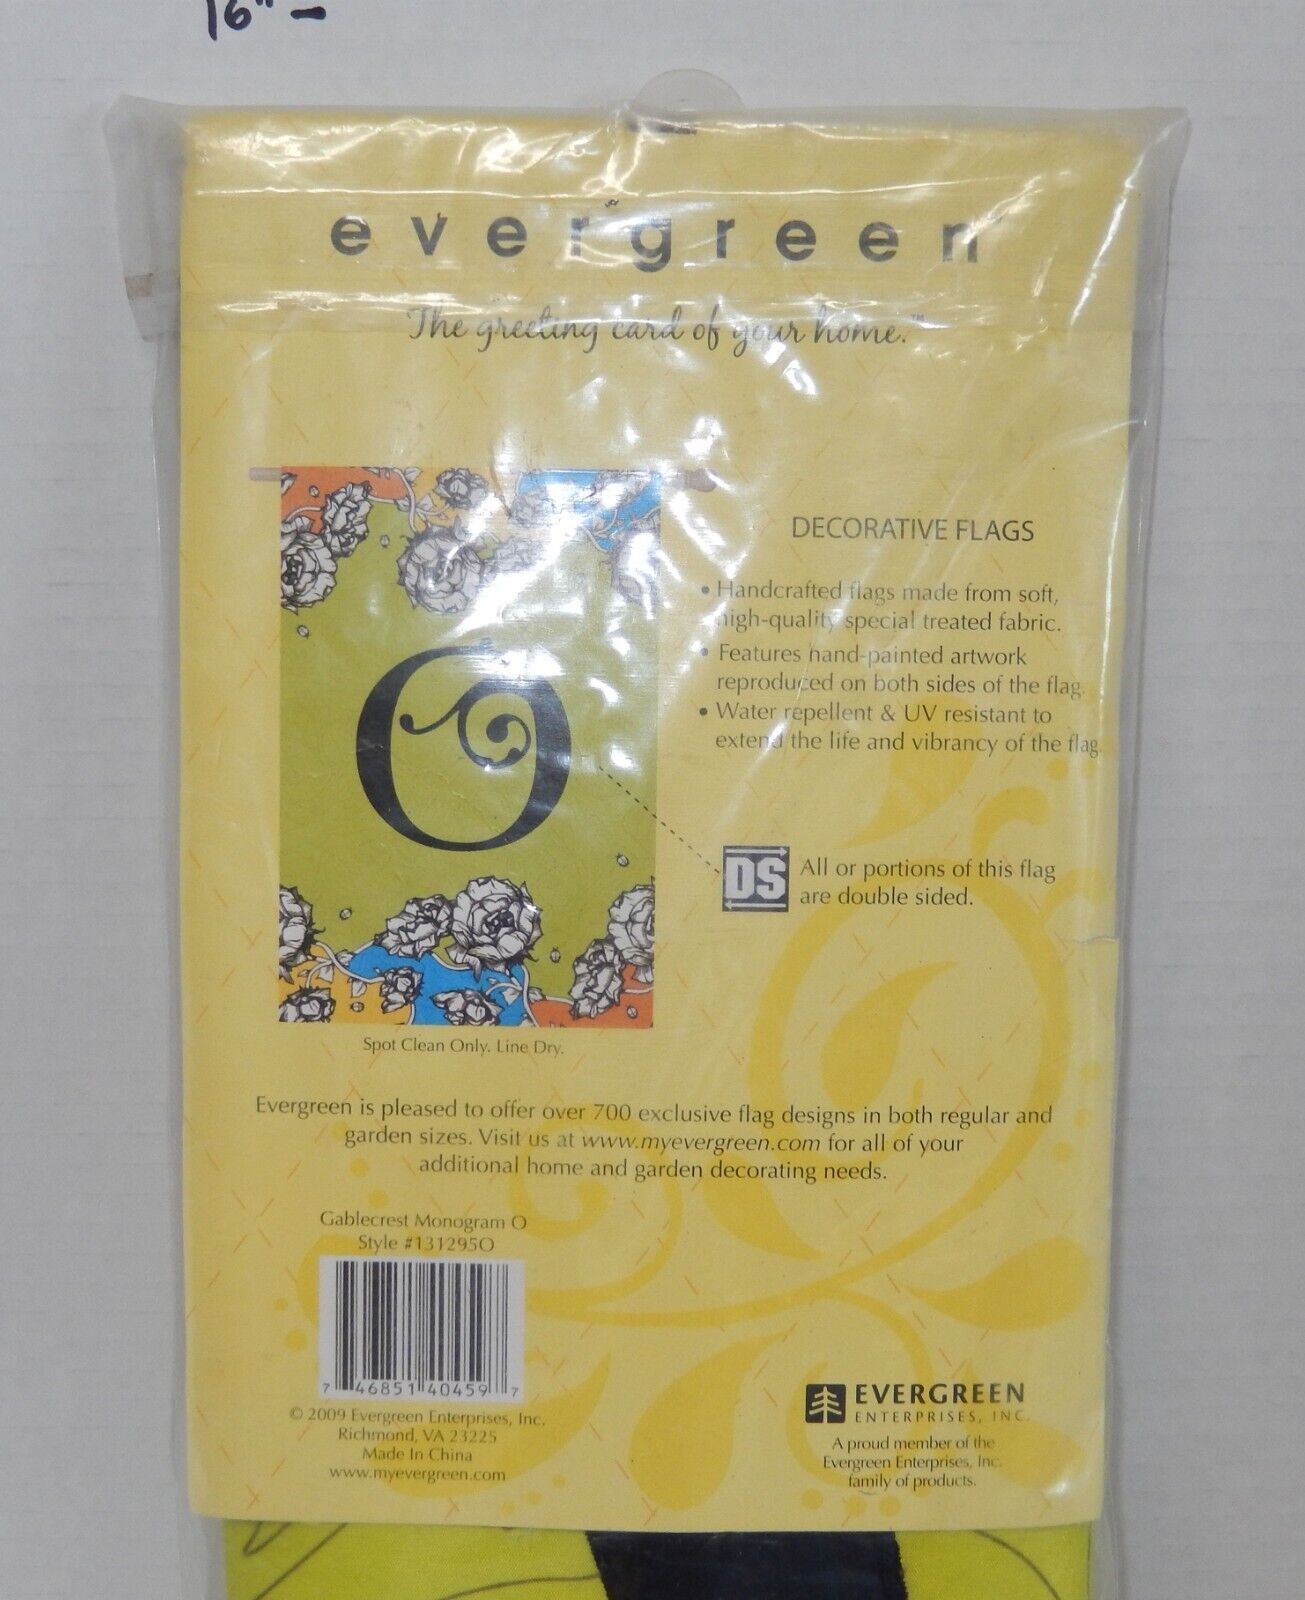 16" –
evergreen
The greeting card of your home.™
DECORATIVE FLAGS
• Handcrafted flags made from soft,
high-quality special treated fabric.
• Features hand-painted artwork
reproduced on both sides of the flag.
• Water repellent & UV resistant to
extend the life and vibrancy of the flag.
O
DS
All or portions of this flag
are double sided.
Spot Clean Only. Line Dry.
Evergreen is pleased to offer over 700 exclusive flag designs in both regular and
garden sizes. Visit us at www.myevergreen.com for all of your
additional home and garden decorating needs.
Gablecrest Monogram O
Style #131295O
7 46851 40459 7
© 2009 Evergreen Enterprises, Inc.
Richmond, VA 23225
Made In China
www.myevergreen.com
EVERGREEN
ENTERPRISES, INC.
A proud member of the
Evergreen Enterprises, Inc.
family of products.